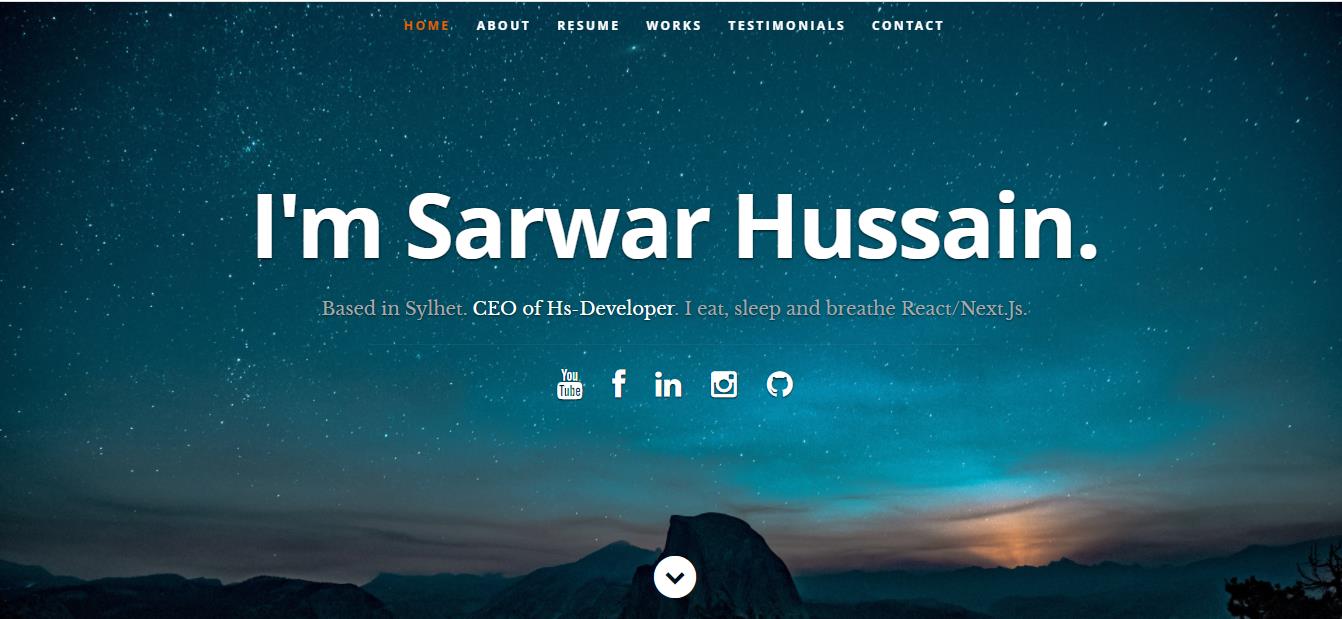 HOME ABOUT RESUME WORKS TESTIMONIALS CONTACT
I'm Sarwar Hussain.
Based in Sylhet. CEO of Hs-Developer. I eat, sleep and breathe React/Next.Js.
You
Tube f in